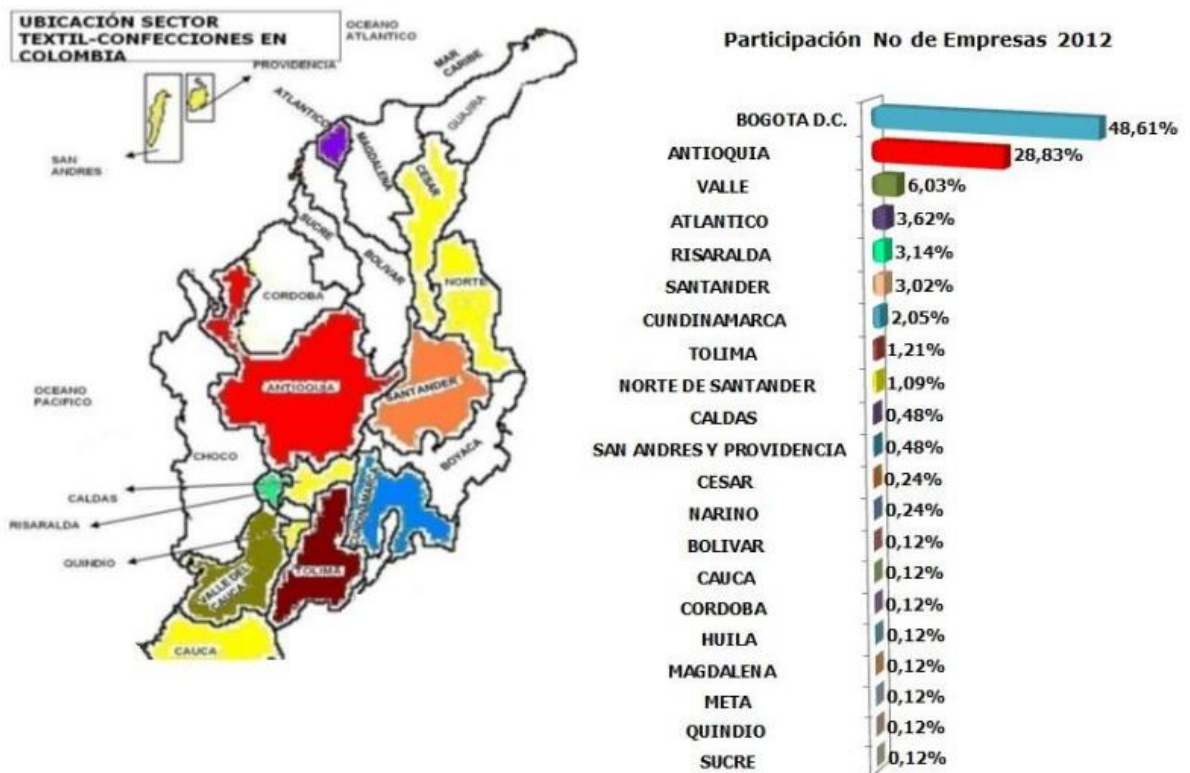 UBICACIÓN SECTOR
TEXTIL-CONFECCIONES EN
COLOMBIA
OCEANO
ATLANTICO
PROVIDENCIA
MAR
CARIBE
ATLANTICO
GUAJIRA
MAGDALENA
SAN
ANDRES
CESAR
SUCRE
BOLIVAR
NORTE
CORDOBA
OCEANO
PACIFICO
ANTIOQUIA
SANTANDER
BOYACA
CHOCO
CALDAS
CUNDINAMARCA
RISARALDA
QUINDIO
TOLIMA
VALLE DEL
CAUCA
CAUCA
Participación No de Empresas 2012
BOGOTA D.C. 48,61%
ANTIOQUIA 28,83%
VALLE 6,03%
ATLANTICO 3,62%
RISARALDA 3,14%
SANTANDER 3,02%
CUNDINAMARCA 2,05%
TOLIMA 1,21%
NORTE DE SANTANDER 1,09%
CALDAS 0,48%
SAN ANDRES Y PROVIDENCIA 0,48%
CESAR 0,24%
NARINO 0,24%
BOLIVAR 0,12%
CAUCA 0,12%
CORDOBA 0,12%
HUILA 0,12%
MAGDALENA 0,12%
META 0,12%
QUINDIO 0,12%
SUCRE 0,12%